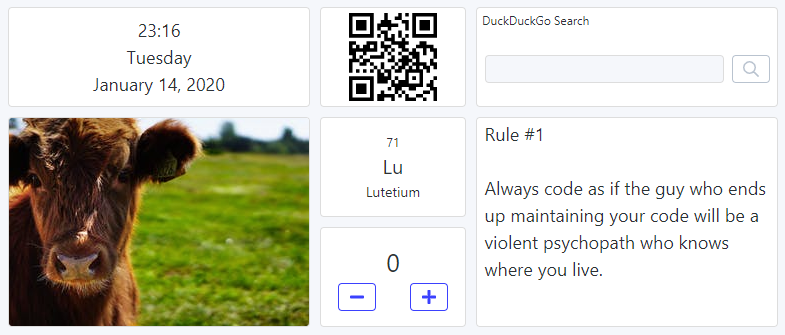 23:16
Tuesday
January 14, 2020
DuckDuckGo Search
71
Lu
Lutetium
0
Rule #1
Always code as if the guy who ends
up maintaining your code will be a
violent psychopath who knows
where you live.